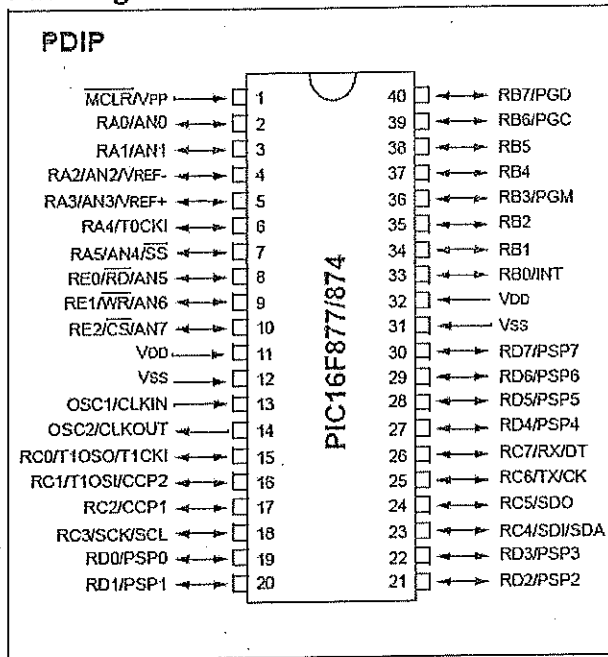 PDIP
MCLR/VPP 1
RA0/AN0 2
RA1/AN1 3
RA2/AN2/VREF- 4
RA3/AN3/VREF+ 5
RA4/T0CKI 6
RA5/AN4/SS 7
RE0/RD/AN5 8
RE1/WR/AN6 9
RE2/CS/AN7 10
VDD 11
VSS 12
OSC1/CLKIN 13
OSC2/CLKOUT 14
RC0/T1OSO/T1CKI 15
RC1/T1OSI/CCP2 16
RC2/CCP1 17
RC3/SCK/SCL 18
RD0/PSP0 19
RD1/PSP1 20
PIC16F877/874
40 RB7/PGD
39 RB6/PGC
38 RB5
37 RB4
36 RB3/PGM
35 RB2
34 RB1
33 RB0/INT
32 VDD
31 VSS
30 RD7/PSP7
29 RD6/PSP6
28 RD5/PSP5
27 RD4/PSP4
26 RC7/RX/DT
25 RC6/TX/CK
24 RC5/SDO
23 RC4/SDI/SDA
22 RD3/PSP3
21 RD2/PSP2